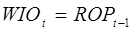 WIO_t = ROP_{t-1}